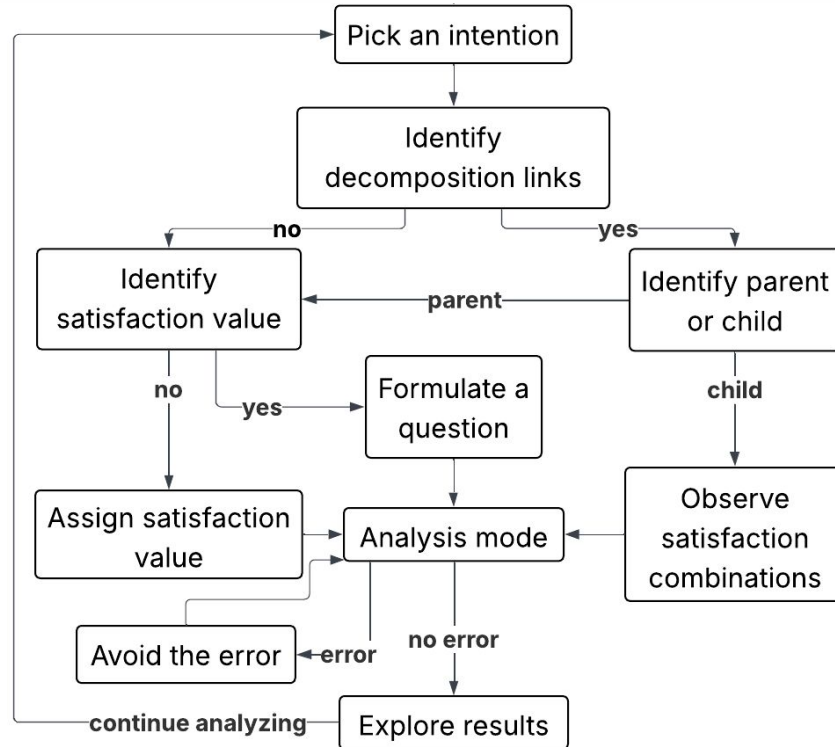 Pick an intention
Identify
decomposition links
no
yes
Identify
satisfaction value
parent
Identify parent
or child
no
yes
Formulate a
question
child
Assign satisfaction
value
Analysis mode
Observe
satisfaction
combinations
Avoid the error
error
no error
continue analyzing
Explore results